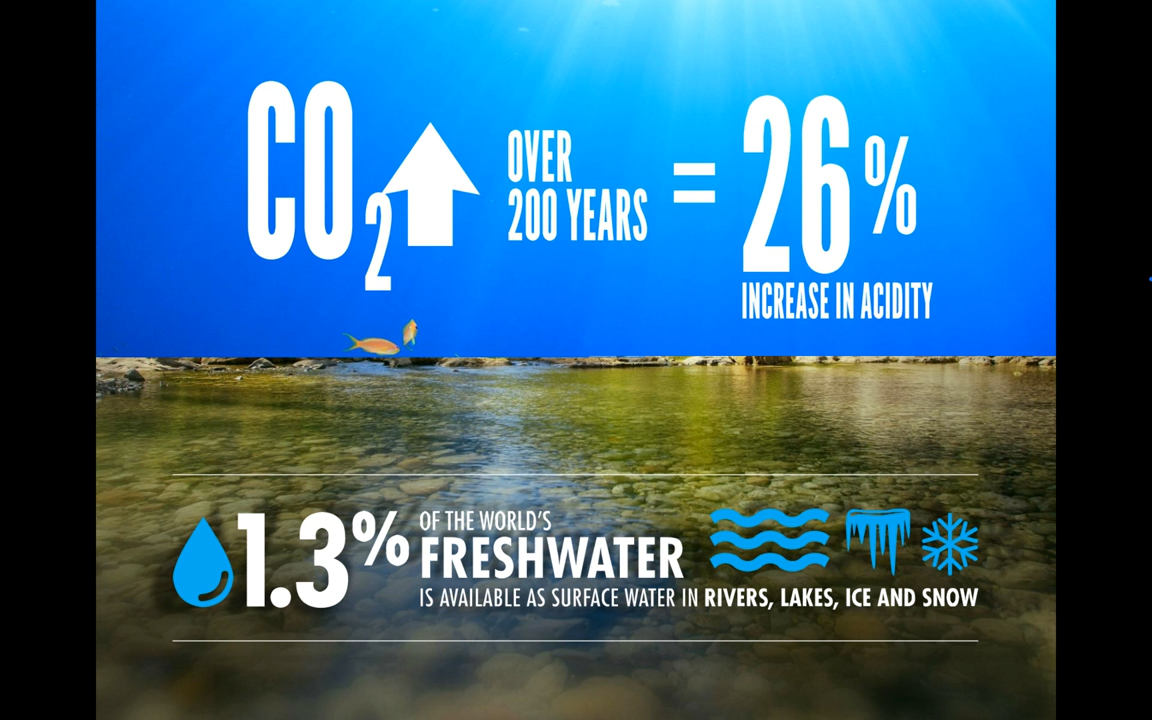 CO2
OVER
200 YEARS
=
26%
INCREASE IN ACIDITY
1.3%
OF THE WORLD'S
FRESHWATER
IS AVAILABLE AS SURFACE WATER IN RIVERS, LAKES, ICE AND SNOW